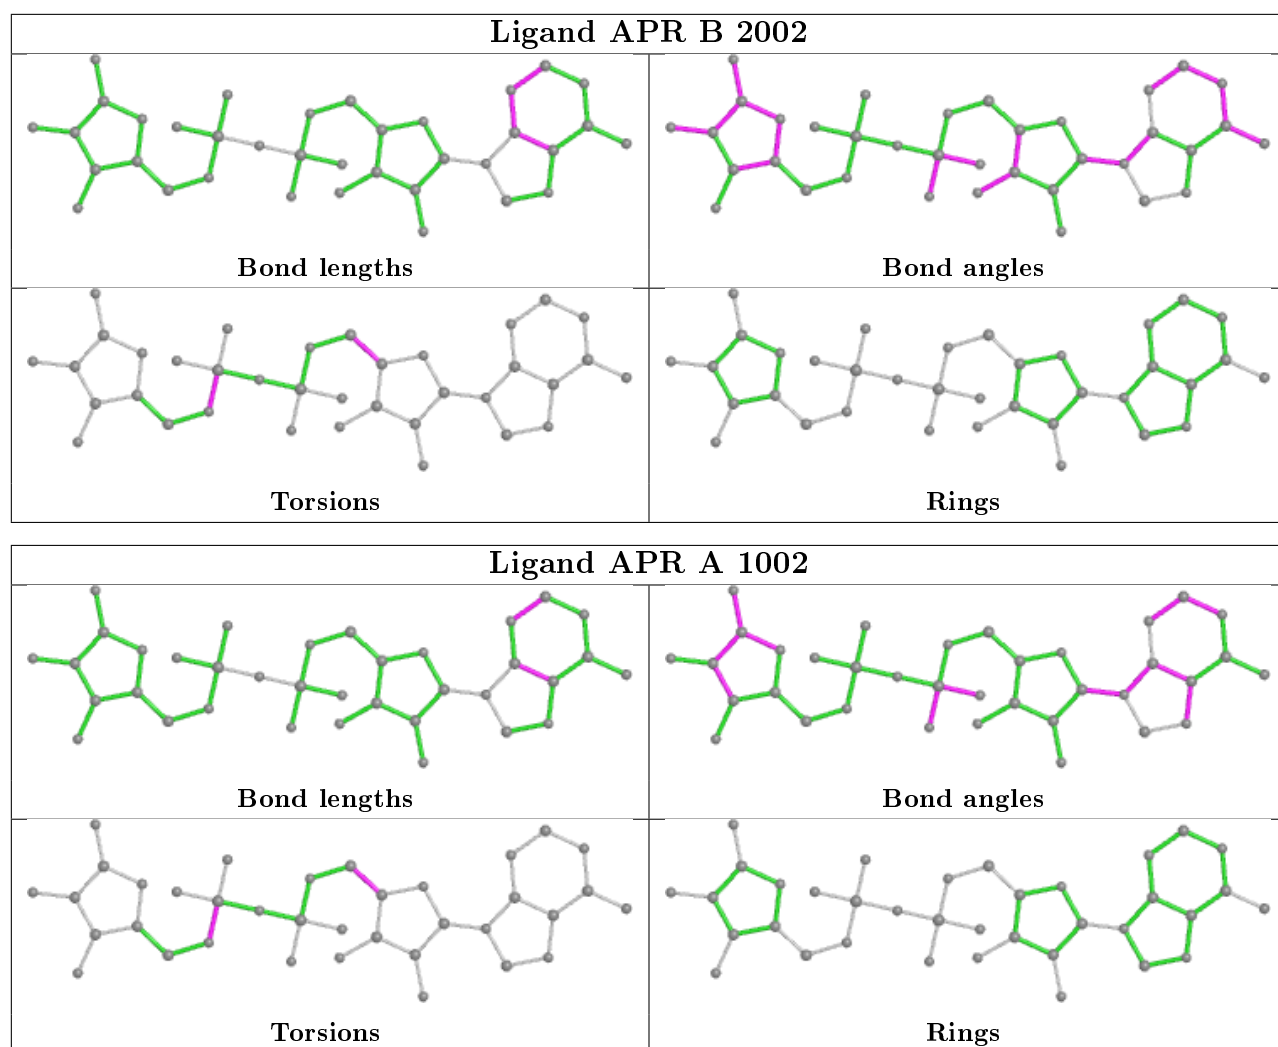 Ligand APR B 2002
Bond lengths
Bond angles
Torsions
Rings
Ligand APR A 1002
Bond lengths
Bond angles
Torsions
Rings